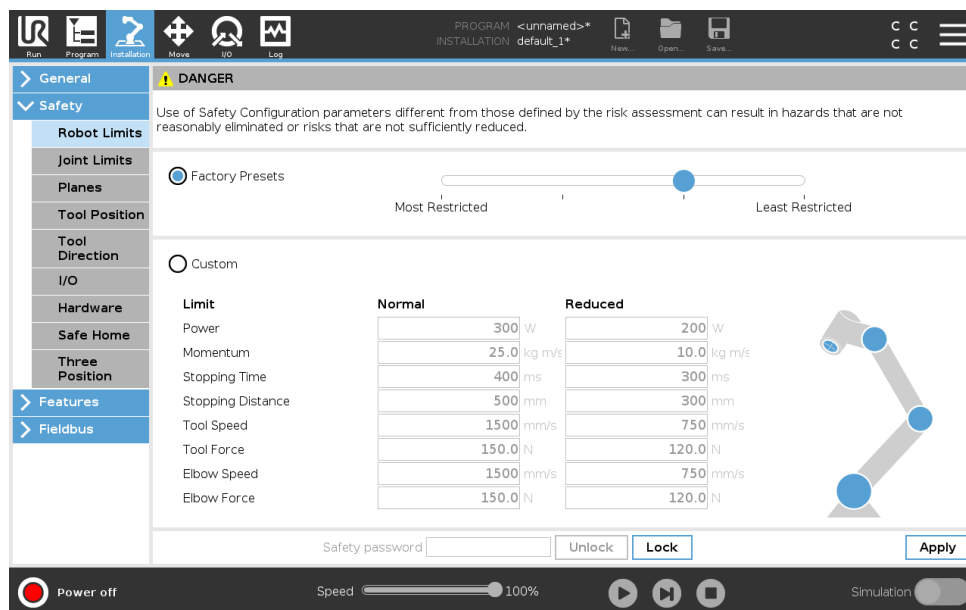 UR
PROGRAM <unnamed>*
INSTALLATION default_1*
C C
C C
Run Program Installation Move I/O Log New... Open... Save...
General
Safety
Robot Limits
Joint Limits
Planes
Tool Position
Tool
Direction
I/O
Hardware
Safe Home
Three
Position
Features
Fieldbus
! DANGER
Use of Safety Configuration parameters different from those defined by the risk assessment can result in hazards that are not
reasonably eliminated or risks that are not sufficiently reduced.
Factory Presets
Most Restricted Least Restricted
Custom
Limit Normal Reduced
Power 300 W 200 W
Momentum 25.0 kg m/s 10.0 kg m/s
Stopping Time 400 ms 300 ms
Stopping Distance 500 mm 300 mm
Tool Speed 1500 mm/s 750 mm/s
Tool Force 150.0 N 120.0 N
Elbow Speed 1500 mm/s 750 mm/s
Elbow Force 150.0 N 120.0 N
Safety password Unlock Lock Apply
Power off Speed 100% Simulation